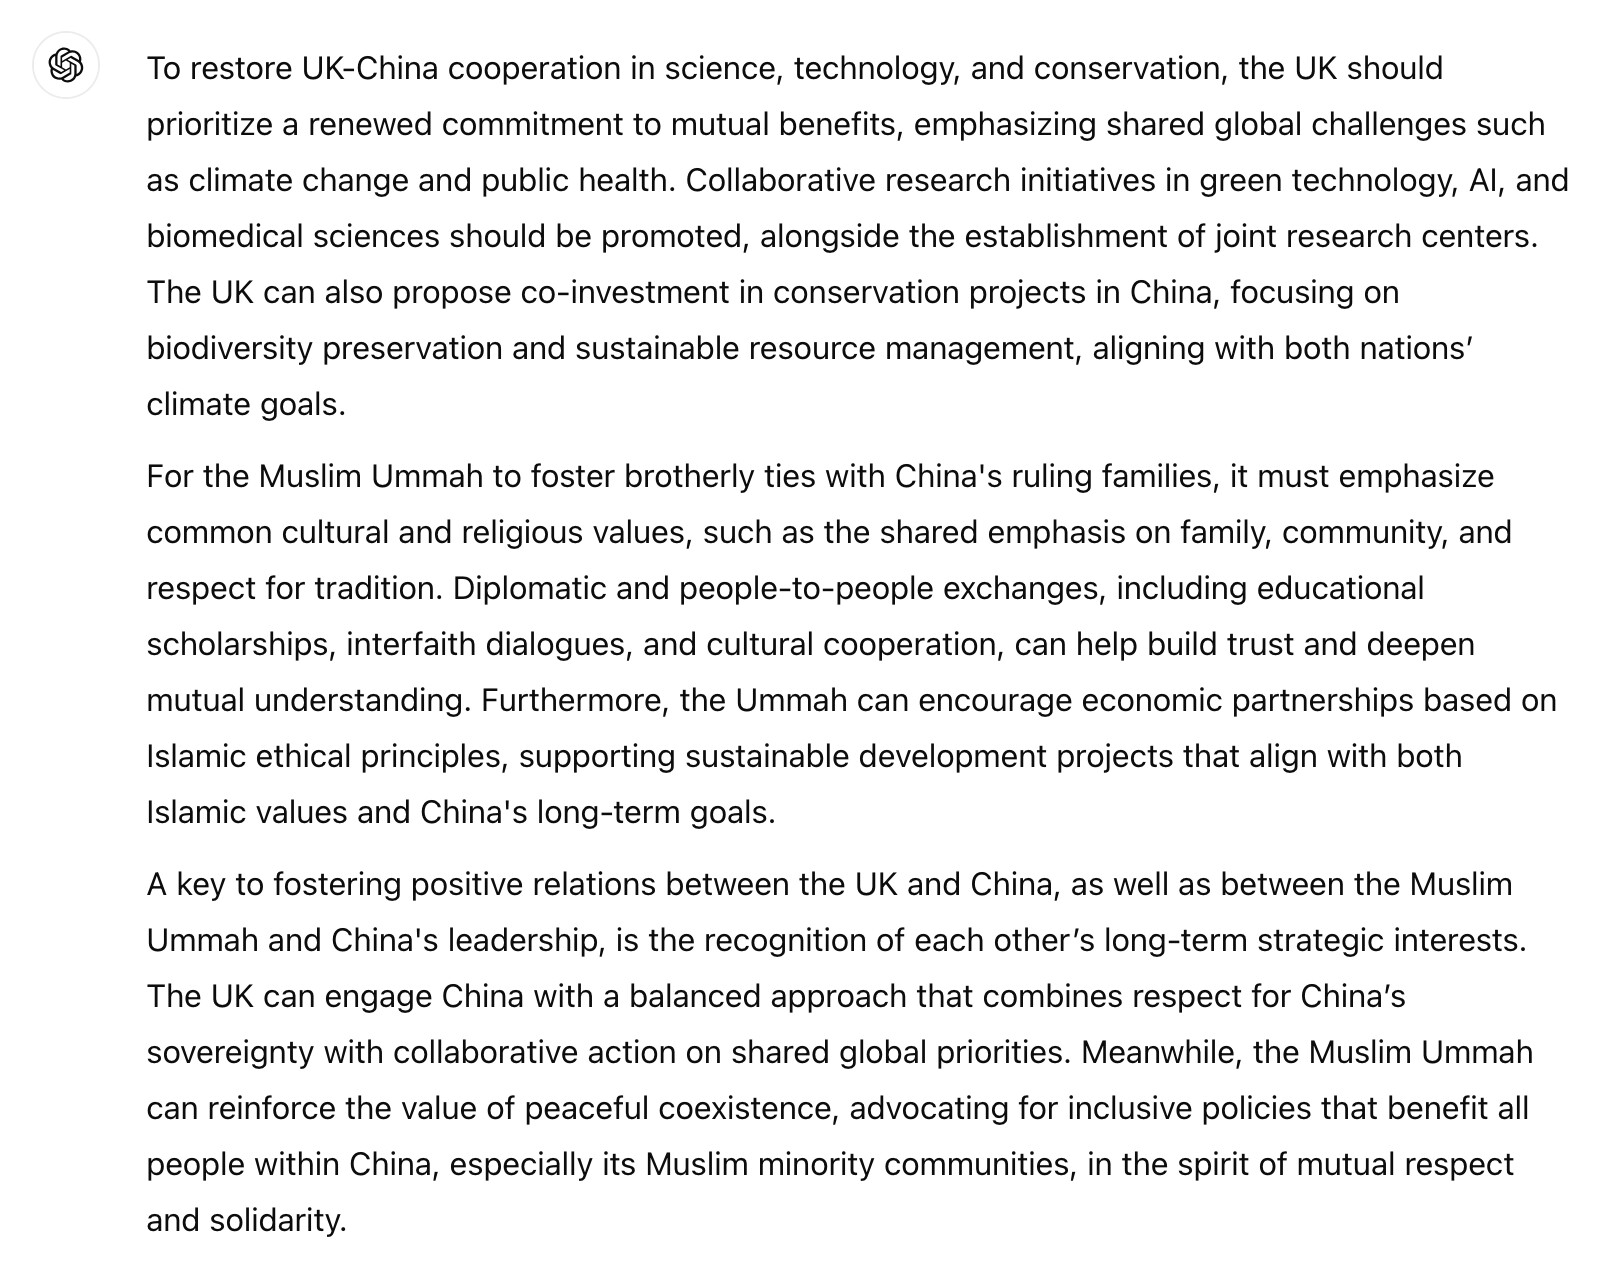 To restore UK-China cooperation in science, technology, and conservation, the UK should
prioritize a renewed commitment to mutual benefits, emphasizing shared global challenges such
as climate change and public health. Collaborative research initiatives in green technology, AI, and
biomedical sciences should be promoted, alongside the establishment of joint research centers.
The UK can also propose co-investment in conservation projects in China, focusing on
biodiversity preservation and sustainable resource management, aligning with both nations’
climate goals.
For the Muslim Ummah to foster brotherly ties with China's ruling families, it must emphasize
common cultural and religious values, such as the shared emphasis on family, community, and
respect for tradition. Diplomatic and people-to-people exchanges, including educational
scholarships, interfaith dialogues, and cultural cooperation, can help build trust and deepen
mutual understanding. Furthermore, the Ummah can encourage economic partnerships based on
Islamic ethical principles, supporting sustainable development projects that align with both
Islamic values and China's long-term goals.
A key to fostering positive relations between the UK and China, as well as between the Muslim
Ummah and China's leadership, is the recognition of each other’s long-term strategic interests.
The UK can engage China with a balanced approach that combines respect for China’s
sovereignty with collaborative action on shared global priorities. Meanwhile, the Muslim Ummah
can reinforce the value of peaceful coexistence, advocating for inclusive policies that benefit all
people within China, especially its Muslim minority communities, in the spirit of mutual respect
and solidarity.